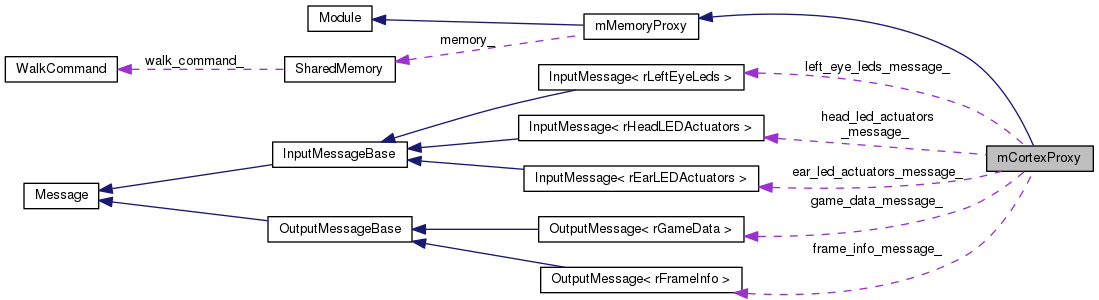 Module
mMemoryProxy
memory_
walk_command_
WalkCommand
SharedMemory
left_eye_leds_message_
InputMessage< rLeftEyeLeds >
head_led_actuators
_message_
InputMessage< rHeadLEDActuators >
InputMessageBase
mCortexProxy
ear_led_actuators_message_
InputMessage< rEarLEDActuators >
Message
game_data_message_
OutputMessageBase
OutputMessage< rGameData >
frame_info_message_
OutputMessage< rFrameInfo >